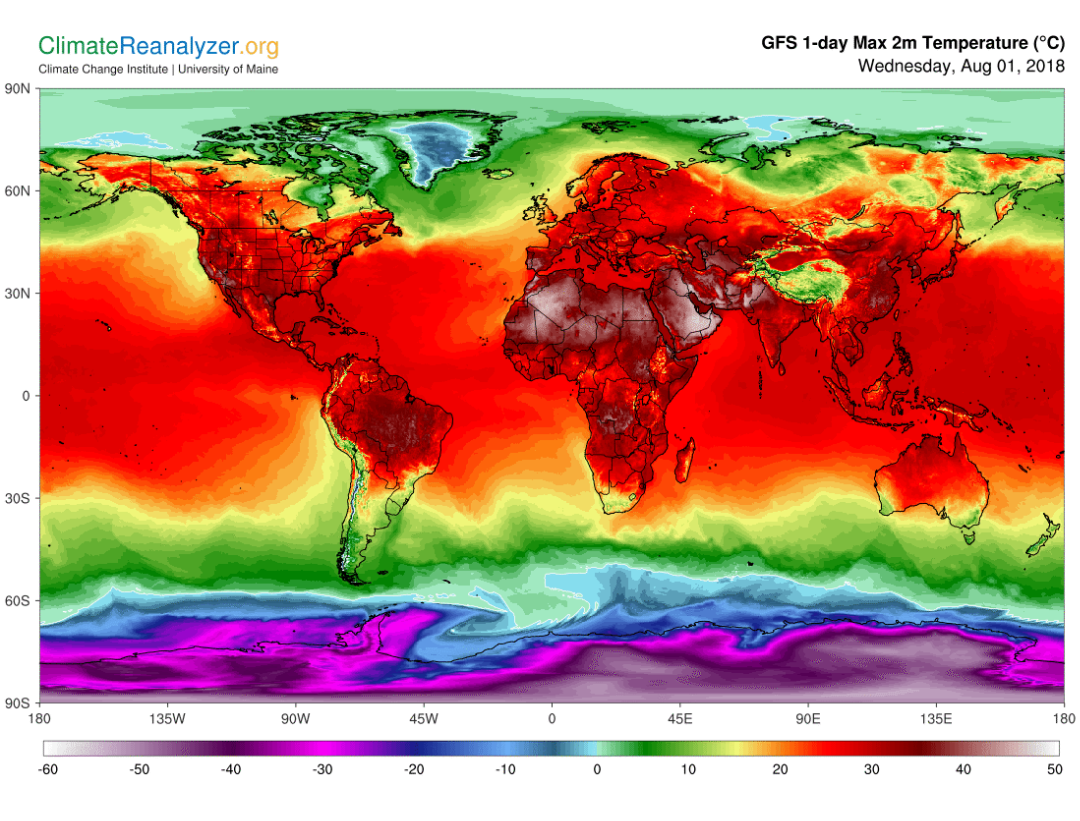 ClimateReanalyzer.org
Climate Change Institute | University of Maine
GFS 1-day Max 2m Temperature (°C)
Wednesday, Aug 01, 2018
90N
60N
30N
0
30S
60S
90S
180 135W 90W 45W 0 45E 90E 135E 180
-60 -50 -40 -30 -20 -10 0 10 20 30 40 50